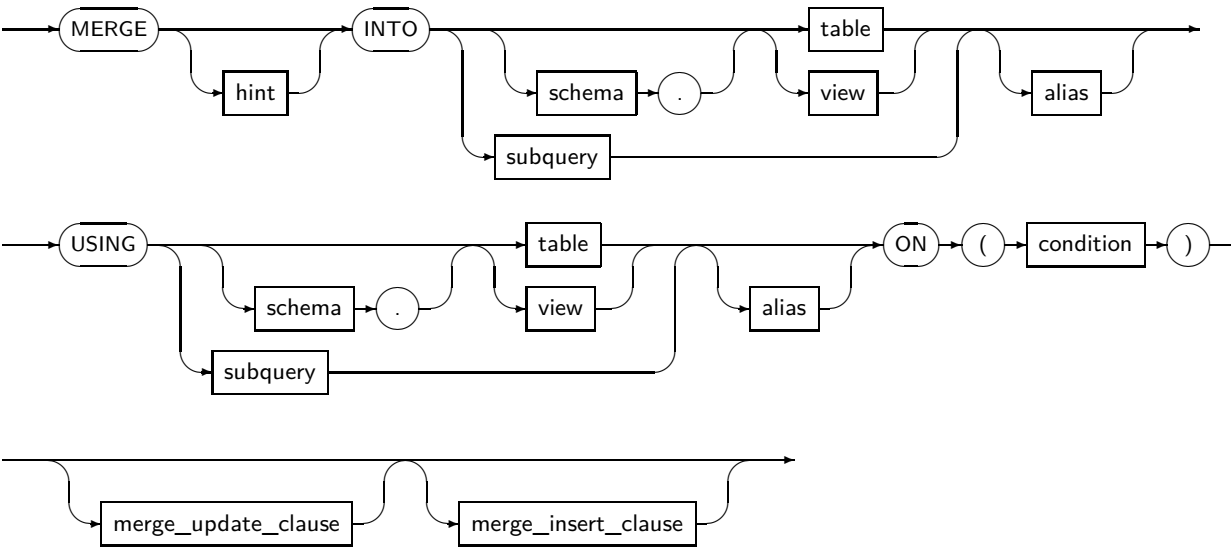 MERGE INTO table
hint schema . view alias
subquery
USING table ON ( condition )
schema . view alias
subquery
merge_update_clause merge_insert_clause